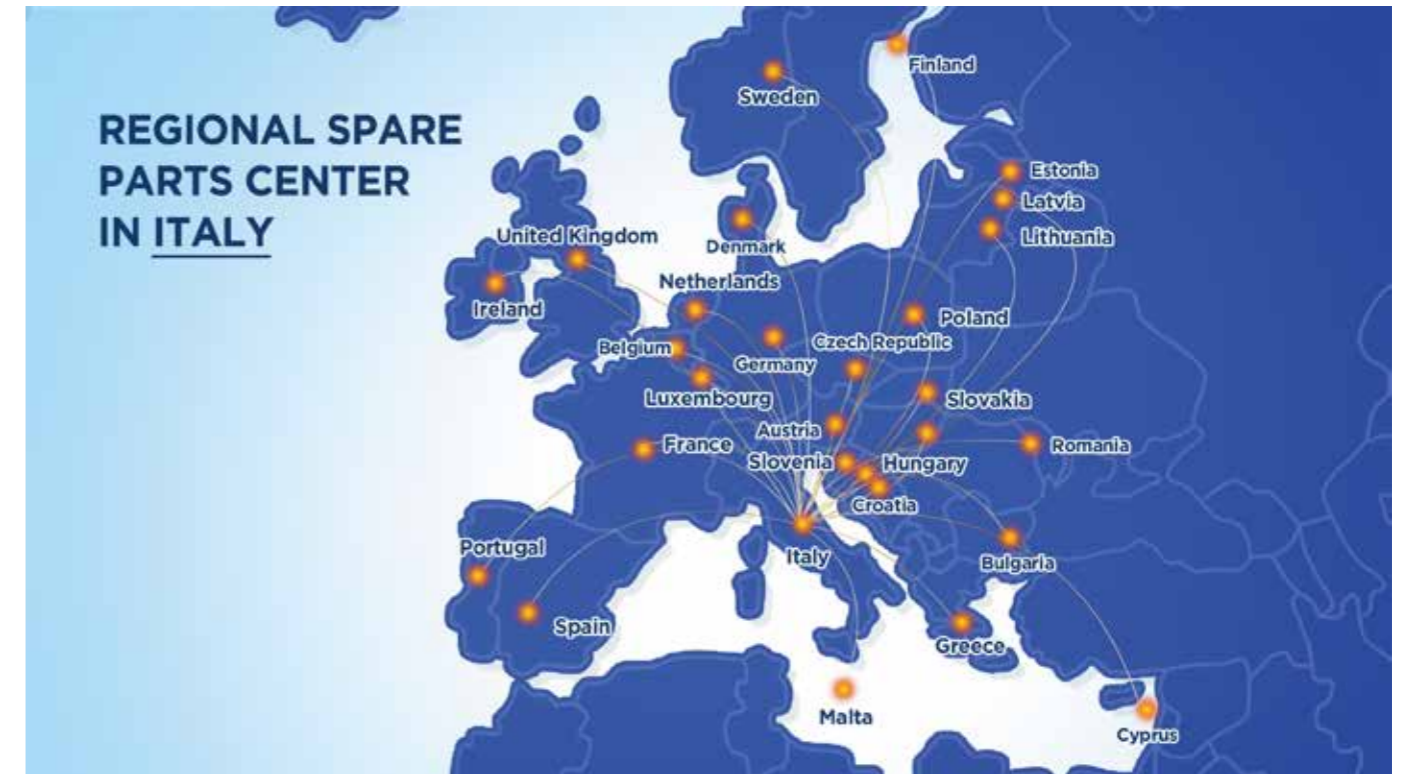 REGIONAL SPARE
PARTS CENTER
IN ITALY
Finland
Sweden
Estonia
Latvia
Lithuania
United Kingdom
Denmark
Netherlands
Ireland
Poland
Belgium
Czech Republic
Germany
Luxembourg
Slovakia
Austria
France
Romania
Slovenia
Hungary
Croatia
Portugal
Italy
Bulgaria
Spain
Greece
Malta
Cyprus